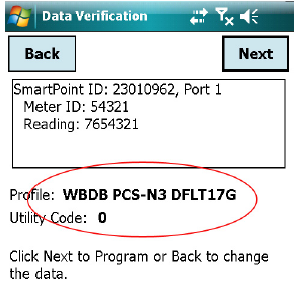 Data Verification
Back
Next
SmartPoint ID: 23010962, Port 1
Meter ID: 54321
Reading: 7654321
Profile: WBDB PCS-N3 DFLT17G
Utility Code: 0
Click Next to Program or Back to change
the data.